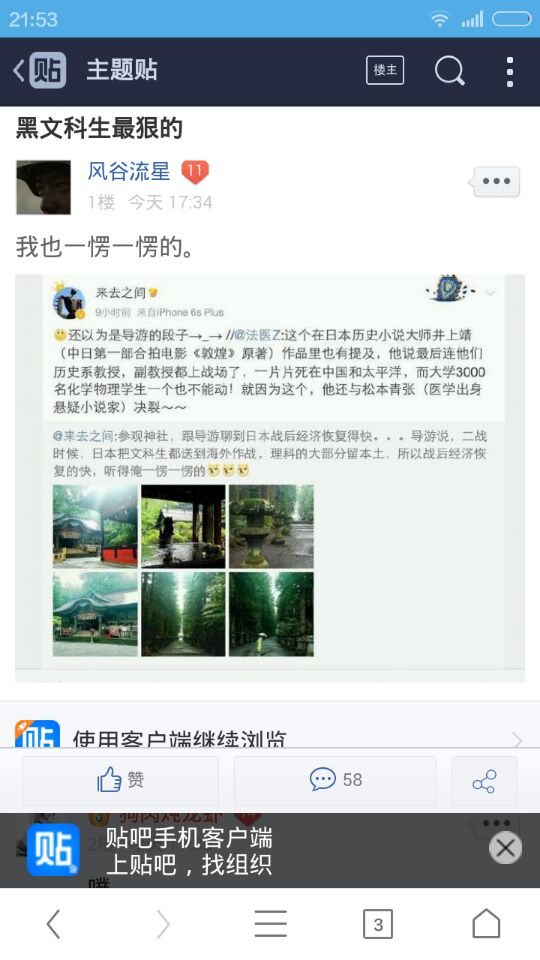 21:53
贴 主题贴 楼主
黑文科生最狠的
风谷流星 11
1楼 今天 17:34
我也一愣一愣的。
来去之间
9小时前 来自iPhone 6s Plus
还以为是导游的段子→_→ //@法医Z:这个在日本历史小说大师井上靖
(中日第一部合拍电影《敦煌》原著)作品里也有提及，他说最后连他们
历史系教授，副教授都上战场了，一片片死在中国和太平洋，而大学3000
名化学物理学生一个也不能动！就因为这个，他还与松本青张（医学出身
悬疑小说家）决裂～～
@来去之间:参观神社，跟导游聊到日本战后经济恢复得快。。。导游说，二战
时候，日本把文科生都送到海外作战，理科的大部分留本土，所以战后经济恢
复的快，听得俺一愣一愣的
贴 使用客户端继续浏览
赞 58
贴 贴吧手机客户端
上贴吧，找组织
3